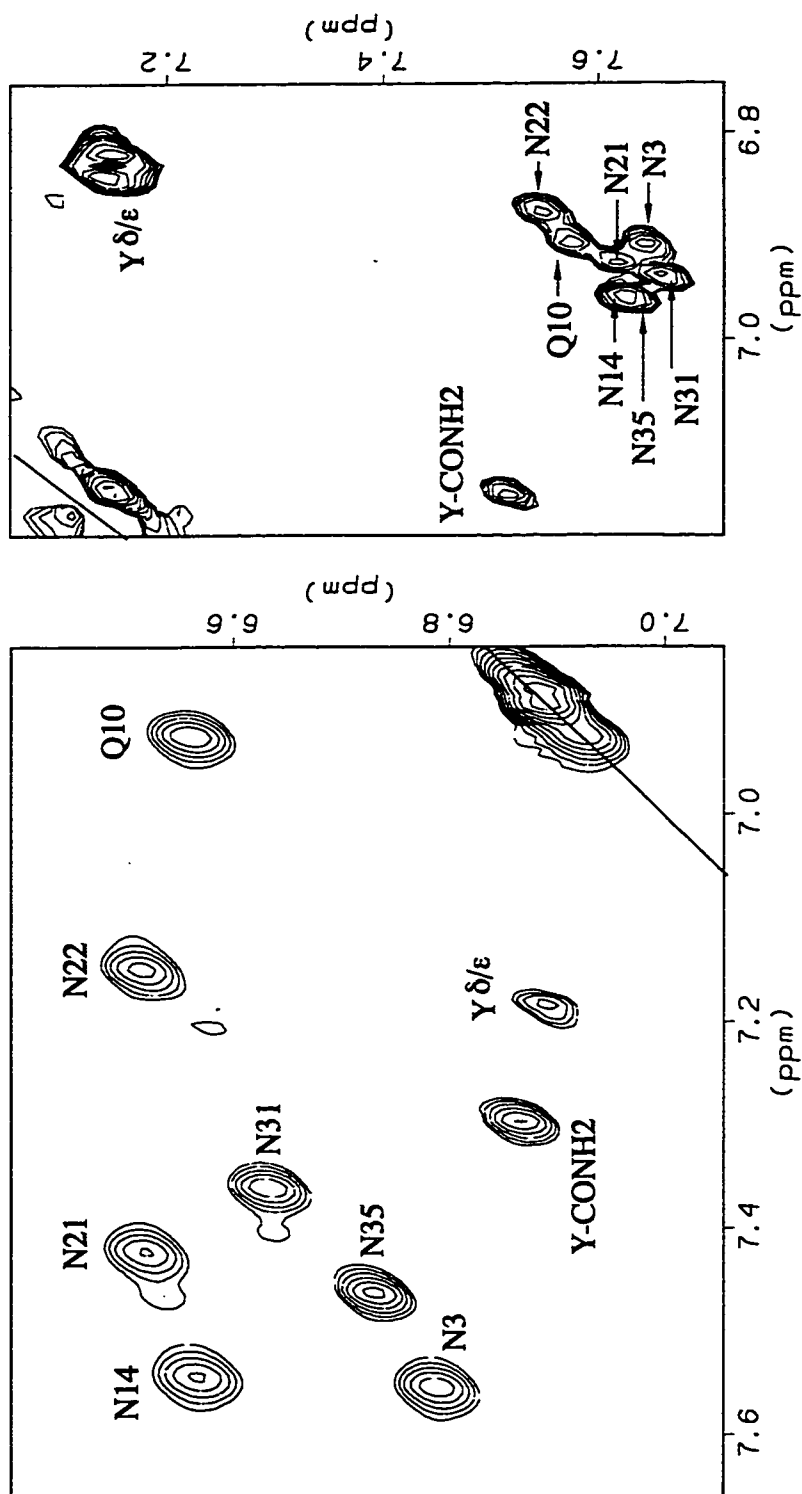 N14
N21
N22
Q10
N31
N35
N3
Y δ/ε
Y-CONH2
6.6
6.8
7.0
(ppm)
7.6
7.4
7.2
7.0
(ppm)
Y δ/ε
Y-CONH2
Q10
N22
N14
N21
N35
N3
N31
7.2
7.4
7.6
(ppm)
7.0
6.8
(ppm)